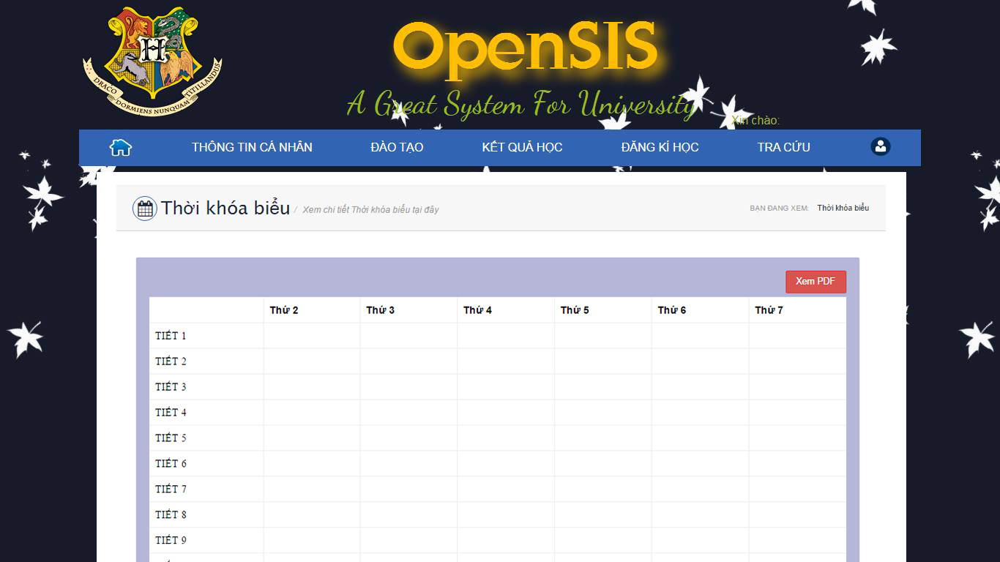 DRACO DORMIENS NUNQUAM TITILLANDUS
H
OpenSIS
A Great System For University
Xin chào:
THÔNG TIN CÁ NHÂN ĐÀO TẠO KẾT QUẢ HỌC ĐĂNG KÍ HỌC TRA CỨU
Thời khóa biểu / Xem chi tiết Thời khóa biểu tại đây
BẠN ĐANG XEM: Thời khóa biểu
Xem PDF
Thứ 2 Thứ 3 Thứ 4 Thứ 5 Thứ 6 Thứ 7
TIẾT 1
TIẾT 2
TIẾT 3
TIẾT 4
TIẾT 5
TIẾT 6
TIẾT 7
TIẾT 8
TIẾT 9